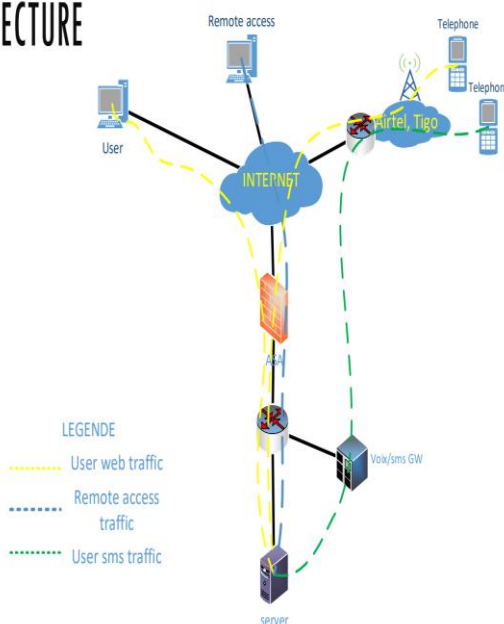 ECTURE
Remote access
Telephone
Telephon
User
Airtel, Tigo
INTERNET
ASA
LEGENDE
User web traffic
Remote access
traffic
User sms traffic
Voix/sms GW
server